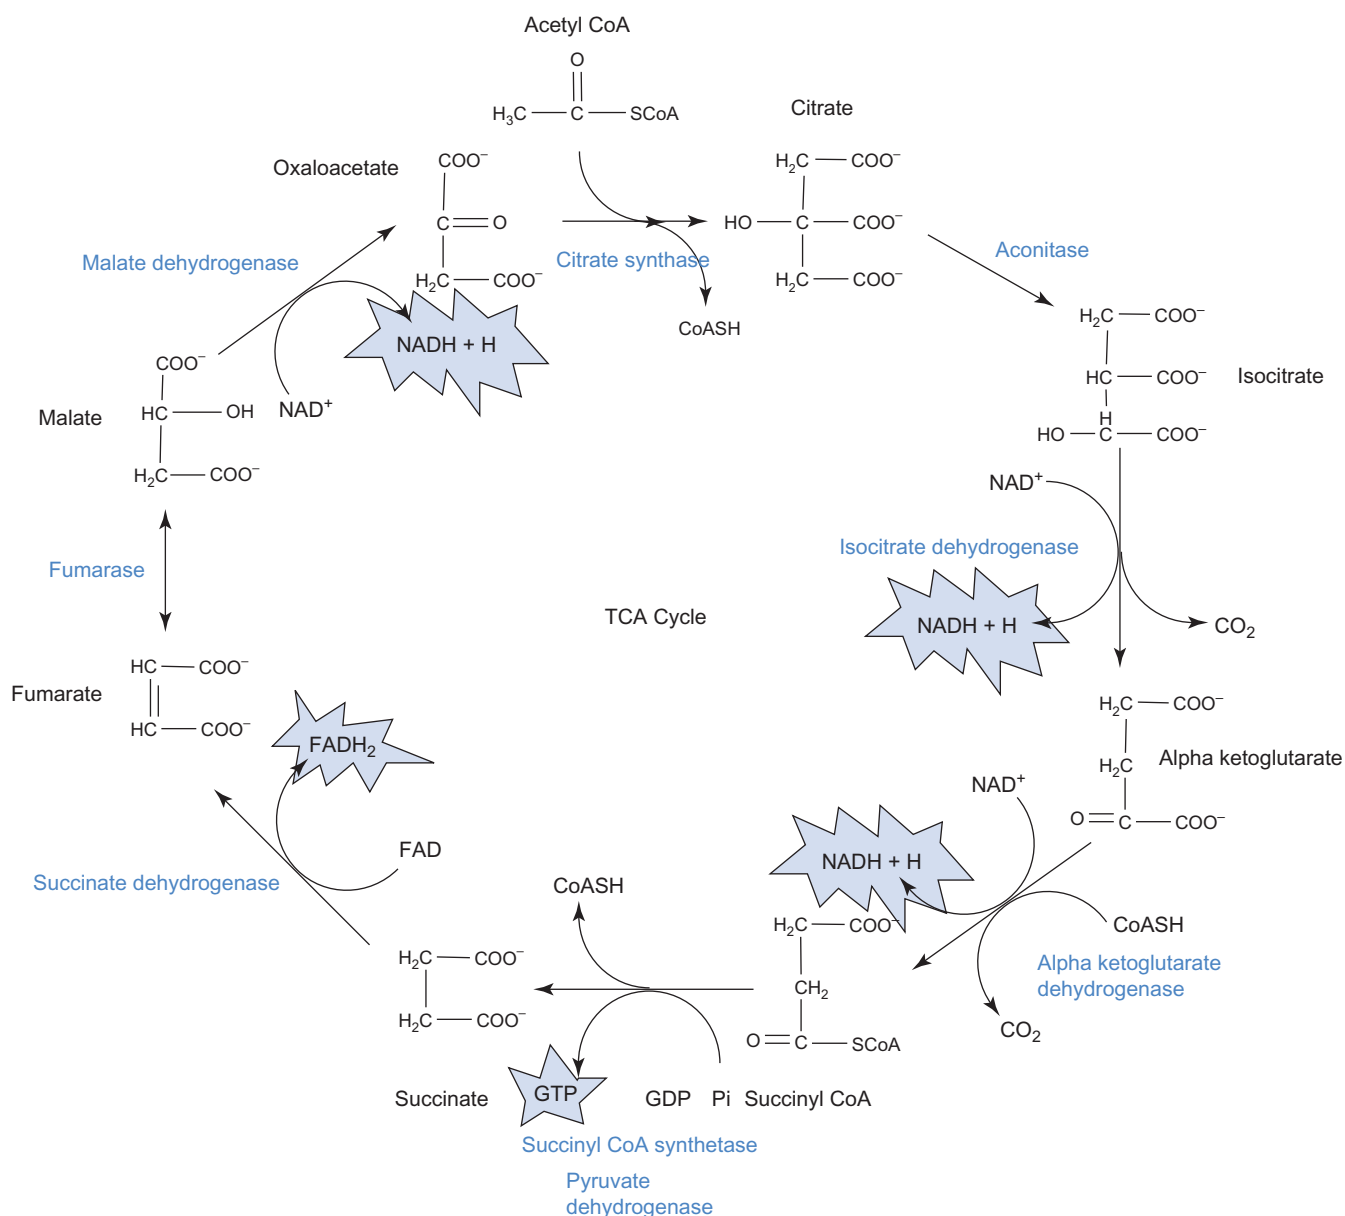 Acetyl CoA
O
H₃C
C
SCoA
Citrate
H₂C
COO⁻
HO
C
COO⁻
H₂C
COO⁻
Oxaloacetate
COO⁻
C
O
H₂C
COO⁻
Malate dehydrogenase
Citrate synthase
Aconitase
CoASH
NADH + H
NAD⁺
H₂C
COO⁻
HC
COO⁻
Isocitrate
H
HO
C
COO⁻
COO⁻
Malate
HC
OH
H₂C
COO⁻
NAD⁺
Isocitrate dehydrogenase
NADH + H
CO₂
Fumarase
TCA Cycle
HC
COO⁻
Fumarate
HC
COO⁻
FADH₂
FAD
Succinate dehydrogenase
H₂C
COO⁻
H₂C
Alpha ketoglutarate
O
C
COO⁻
NAD⁺
NADH + H
CoASH
Alpha ketoglutarate
dehydrogenase
CO₂
CoASH
H₂C
COO⁻
CH₂
O
C
SCoA
H₂C
COO⁻
H₂C
COO⁻
Succinate
GTP
GDP
Pi
Succinyl CoA
Succinyl CoA synthetase
Pyruvate
dehydrogenase